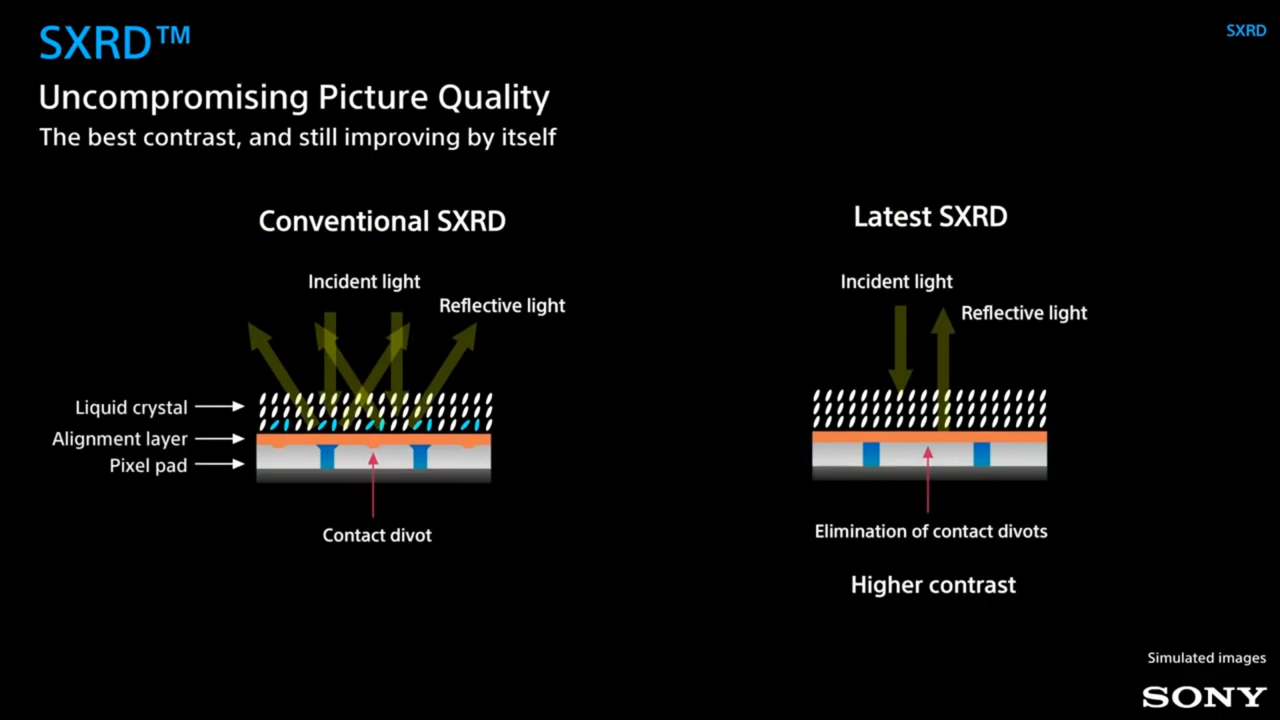 SXRD™
SXRD
Uncompromising Picture Quality
The best contrast, and still improving by itself
Conventional SXRD
Incident light
Reflective light
Liquid crystal
Alignment layer
Pixel pad
Contact divot
Latest SXRD
Incident light
Reflective light
Elimination of contact divots
Higher contrast
Simulated images
SONY